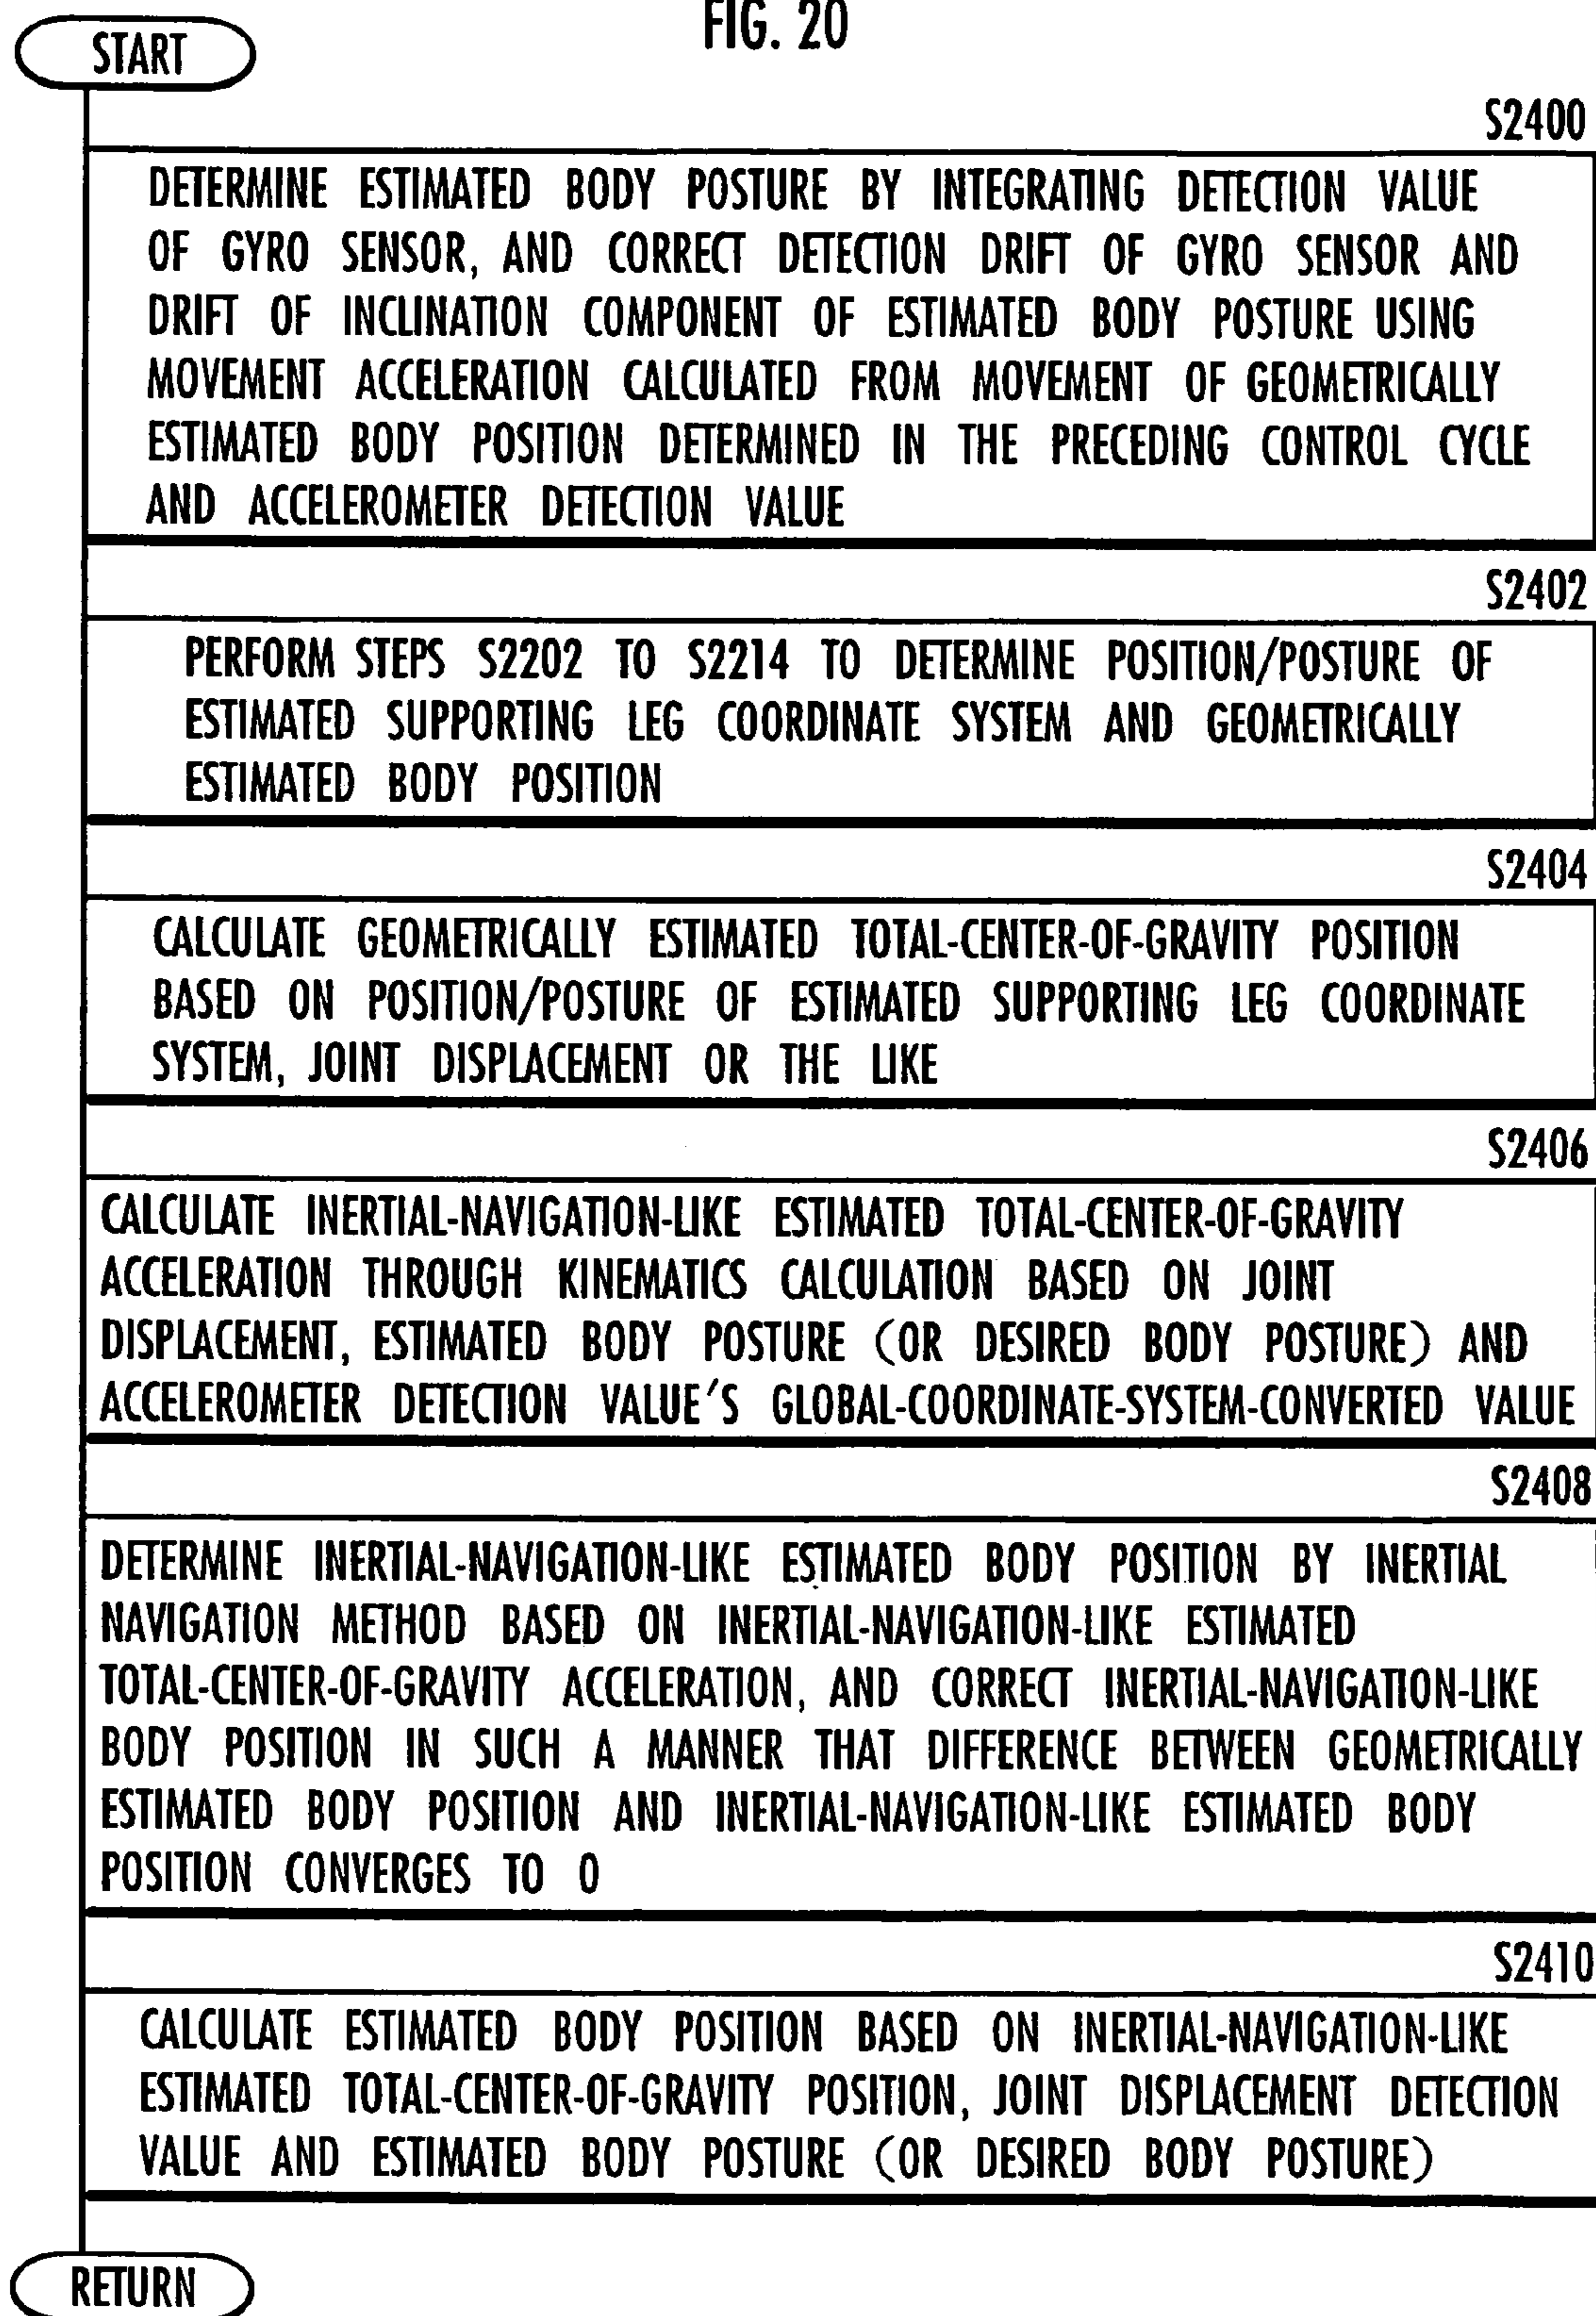 FIG. 20
START
S2400
DETERMINE ESTIMATED BODY POSTURE BY INTEGRATING DETECTION VALUE
OF GYRO SENSOR, AND CORRECT DETECTION DRIFT OF GYRO SENSOR AND
DRIFT OF INCLINATION COMPONENT OF ESTIMATED BODY POSTURE USING
MOVEMENT ACCELERATION CALCULATED FROM MOVEMENT OF GEOMETRICALLY
ESTIMATED BODY POSITION DETERMINED IN THE PRECEDING CONTROL CYCLE
AND ACCELEROMETER DETECTION VALUE
S2402
PERFORM STEPS S2202 TO S2214 TO DETERMINE POSITION/POSTURE OF
ESTIMATED SUPPORTING LEG COORDINATE SYSTEM AND GEOMETRICALLY
ESTIMATED BODY POSITION
S2404
CALCULATE GEOMETRICALLY ESTIMATED TOTAL-CENTER-OF-GRAVITY POSITION
BASED ON POSITION/POSTURE OF ESTIMATED SUPPORTING LEG COORDINATE
SYSTEM, JOINT DISPLACEMENT OR THE LIKE
S2406
CALCULATE INERTIAL-NAVIGATION-LIKE ESTIMATED TOTAL-CENTER-OF-GRAVITY
ACCELERATION THROUGH KINEMATICS CALCULATION BASED ON JOINT
DISPLACEMENT, ESTIMATED BODY POSTURE (OR DESIRED BODY POSTURE) AND
ACCELEROMETER DETECTION VALUE'S GLOBAL-COORDINATE-SYSTEM-CONVERTED VALUE
S2408
DETERMINE INERTIAL-NAVIGATION-LIKE ESTIMATED BODY POSITION BY INERTIAL
NAVIGATION METHOD BASED ON INERTIAL-NAVIGATION-LIKE ESTIMATED
TOTAL-CENTER-OF-GRAVITY ACCELERATION, AND CORRECT INERTIAL-NAVIGATION-LIKE
BODY POSITION IN SUCH A MANNER THAT DIFFERENCE BETWEEN GEOMETRICALLY
ESTIMATED BODY POSITION AND INERTIAL-NAVIGATION-LIKE ESTIMATED BODY
POSITION CONVERGES TO 0
S2410
CALCULATE ESTIMATED BODY POSITION BASED ON INERTIAL-NAVIGATION-LIKE
ESTIMATED TOTAL-CENTER-OF-GRAVITY POSITION, JOINT DISPLACEMENT DETECTION
VALUE AND ESTIMATED BODY POSTURE (OR DESIRED BODY POSTURE)
RETURN